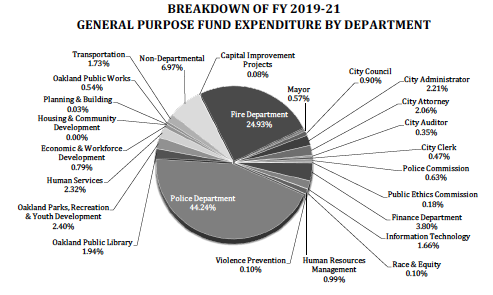 BREAKDOWN OF FY 2019-21
GENERAL PURPOSE FUND EXPENDITURE BY DEPARTMENT
Transportation
1.73%
Non-Departmental
6.97%
Capital Improvement
Projects
0.08%
Mayor
0.57%
City Council
0.90%
City Administrator
2.21%
City Attorney
2.06%
City Auditor
0.35%
City Clerk
0.47%
Police Commission
0.63%
Public Ethics Commission
0.18%
Finance Department
3.80%
Information Technology
1.66%
Race & Equity
0.10%
Human Resources
Management
0.99%
Violence Prevention
0.10%
Police Department
44.24%
Oakland Public Library
1.94%
Oakland Parks, Recreation
& Youth Development
2.40%
Human Services
2.32%
Economic & Workforce
Development
0.79%
Housing & Community
Development
0.00%
Planning & Building
0.03%
Oakland Public Works
0.54%
Fire Department
24.93%